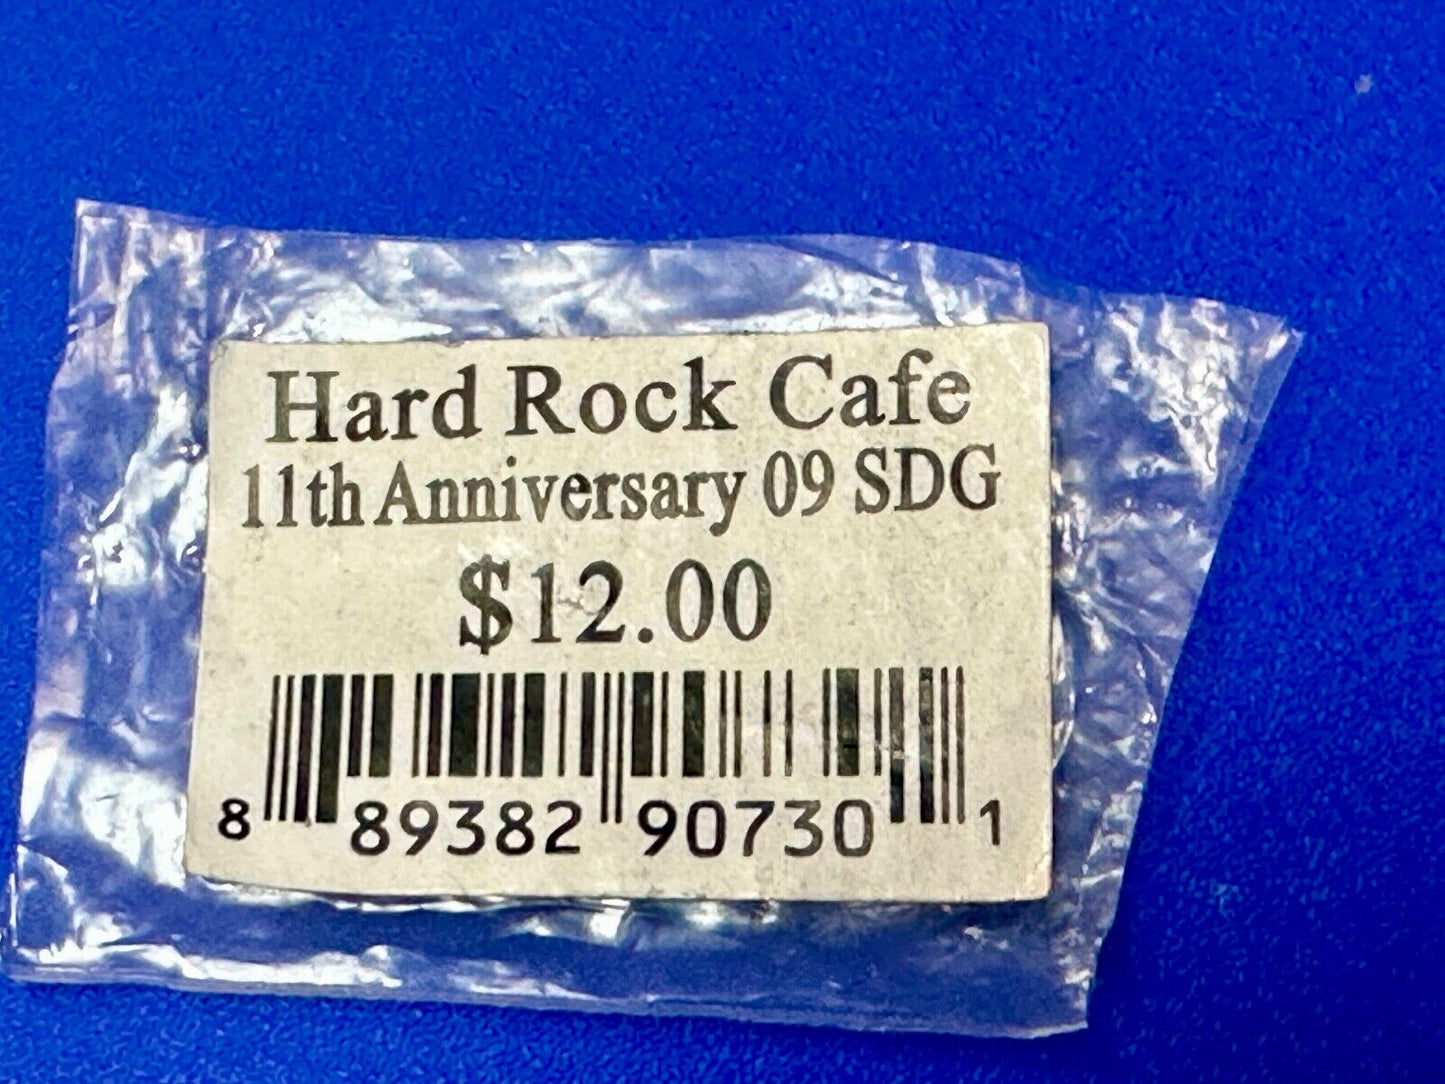 Hard Rock Cafe
11th Anniversary 09 SDG
$12.00
8 89382 90730 1